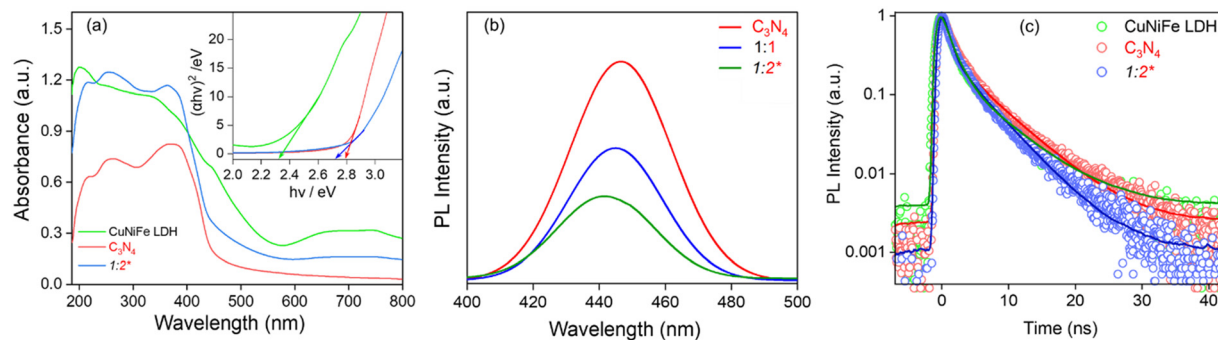 (a)
Absorbance (a.u.)
1.5
1.2
0.9
0.6
0.3
0.0
200 300 400 500 600 700 800
Wavelength (nm)
CuNiFe LDH
C₃N₄
1:2*
(αhν)² /eV
25
20
15
10
5
0
2.0 2.2 2.4 2.6 2.8 3.0
hν / eV
(b)
PL Intensity (a.u.)
C₃N₄
1:1
1:2*
400 420 440 460 480 500
Wavelength (nm)
(c)
PL Intensity (a.u.)
1
0.1
0.01
0.001
CuNiFe LDH
C₃N₄
1:2*
0 10 20 30 40
Time (ns)